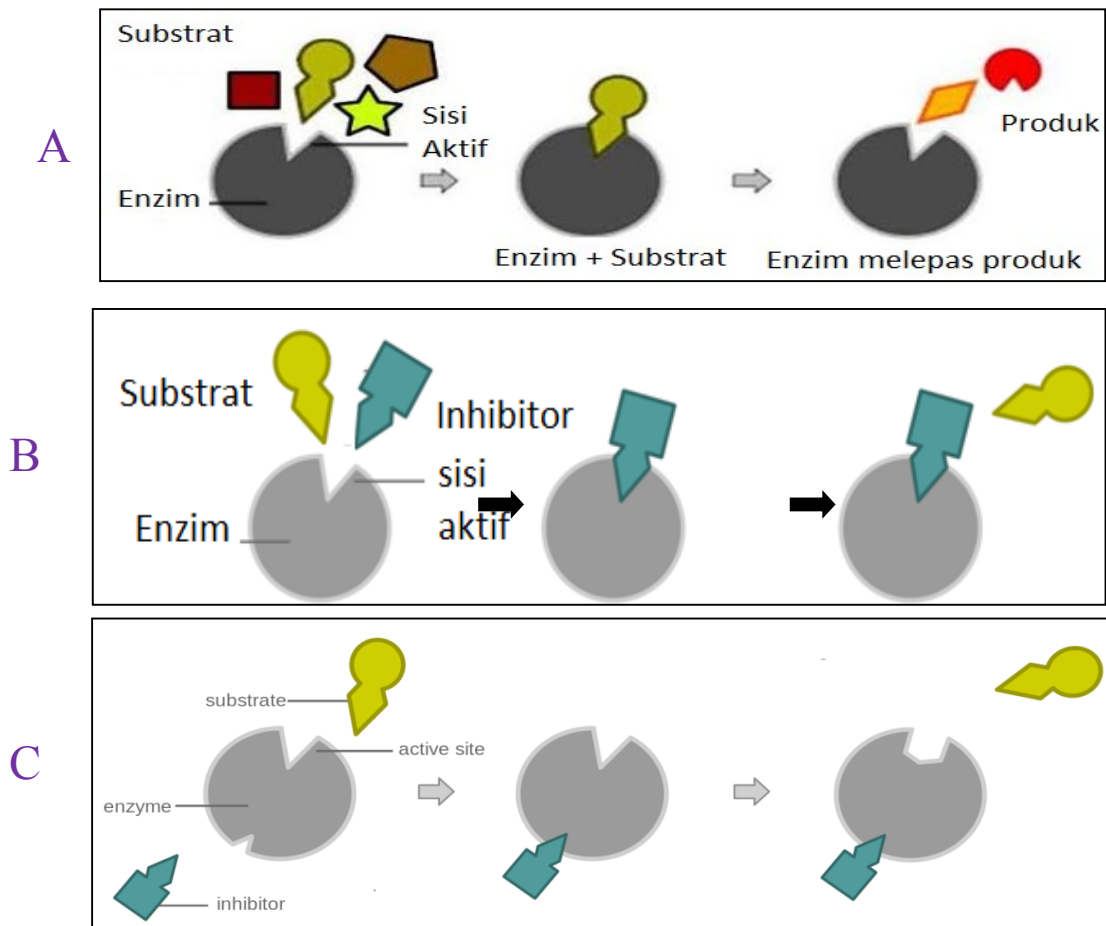 A
Substrat
Sisi
Aktif
Enzim
Enzim + Substrat
Produk
Enzim melepas produk
B
Substrat
Inhibitor
sisi
aktif
Enzim
C
substrate
active site
enzyme
inhibitor